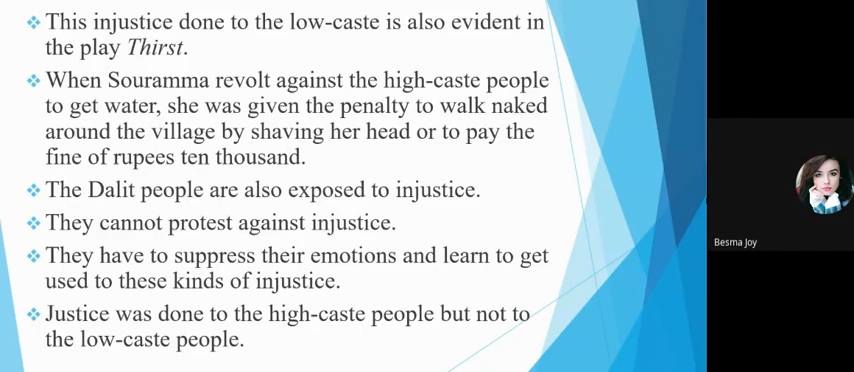 ❖ This injustice done to the low-caste is also evident in
the play Thirst.
❖ When Souramma revolt against the high-caste people
to get water, she was given the penalty to walk naked
around the village by shaving her head or to pay the
fine of rupees ten thousand.
❖ The Dalit people are also exposed to injustice.
❖ They cannot protest against injustice.
❖ They have to suppress their emotions and learn to get
used to these kinds of injustice.
❖ Justice was done to the high-caste people but not to
the low-caste people.
Besma Joy